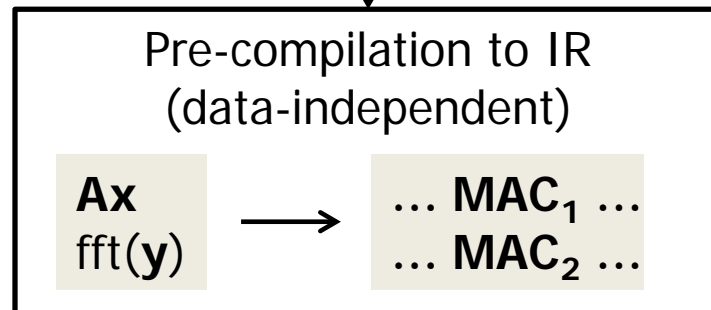 Pre-compilation to IR
(data-independent)
Ax
fft(y)
... MAC₁ ...
... MAC₂ ...